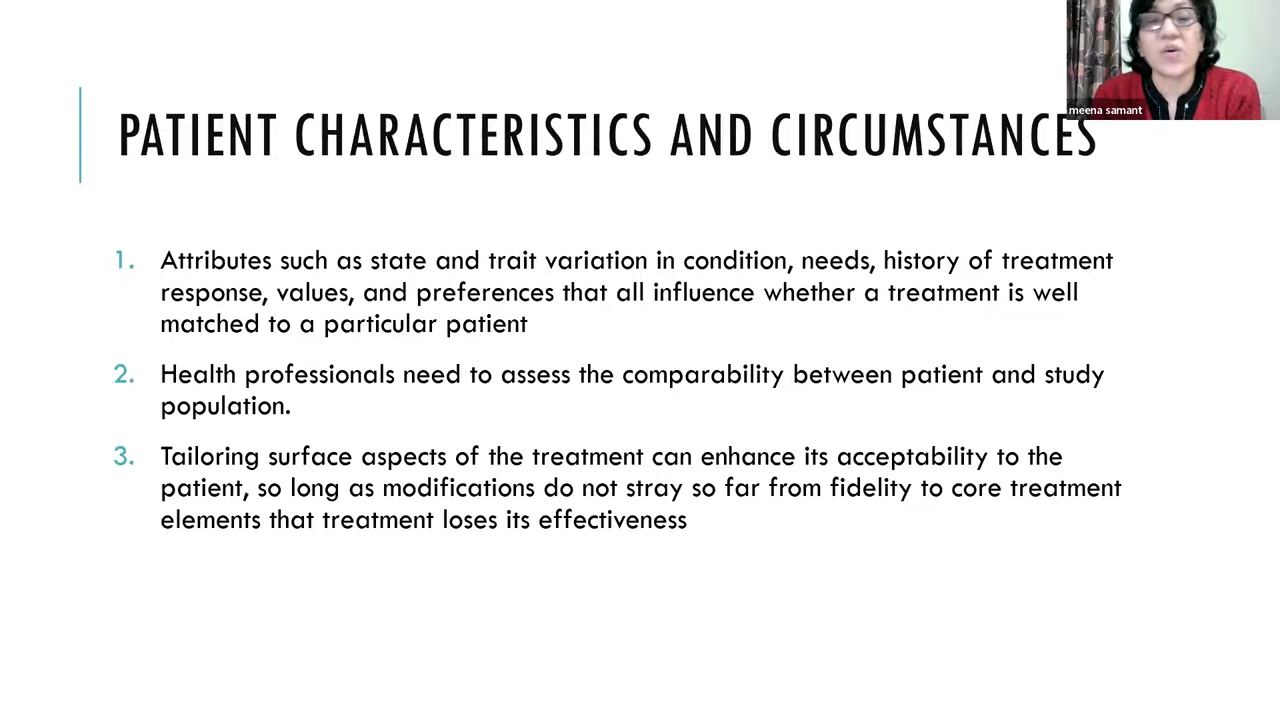 meena samant
PATIENT CHARACTERISTICS AND CIRCUMSTANCES
1. Attributes such as state and trait variation in condition, needs, history of treatment
response, values, and preferences that all influence whether a treatment is well
matched to a particular patient
2. Health professionals need to assess the comparability between patient and study
population.
3. Tailoring surface aspects of the treatment can enhance its acceptability to the
patient, so long as modifications do not stray so far from fidelity to core treatment
elements that treatment loses its effectiveness